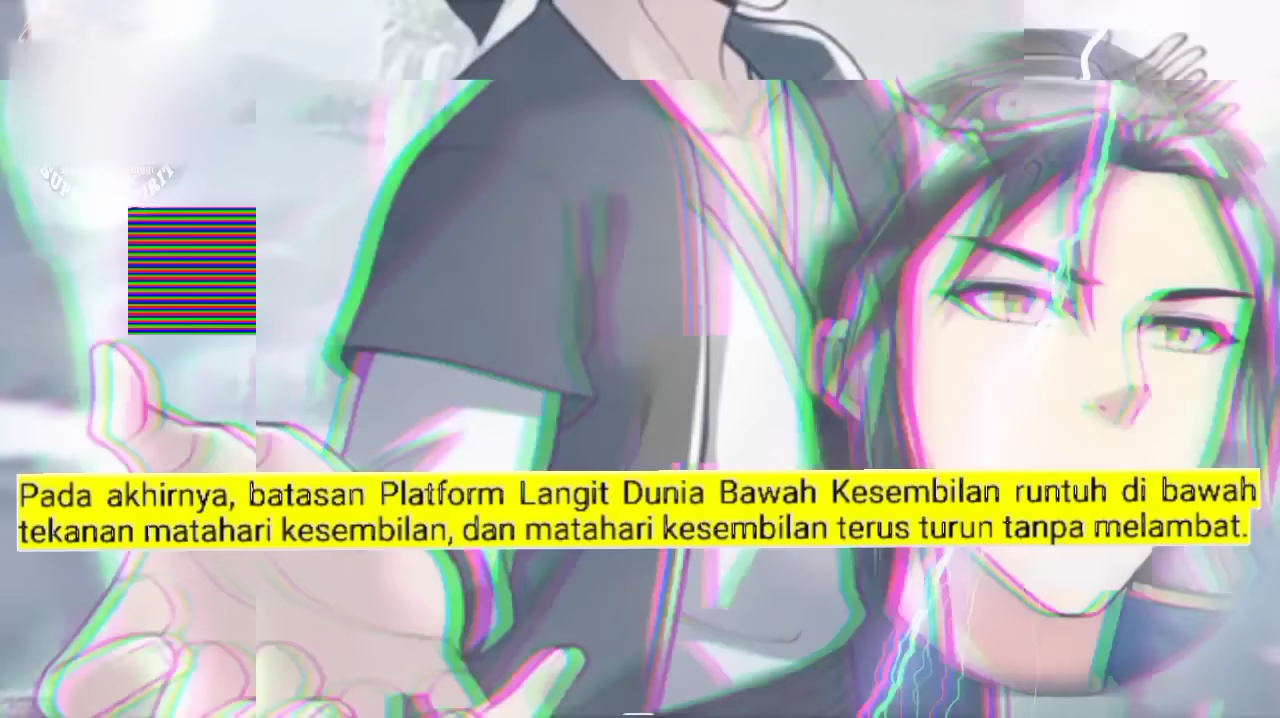 Pada akhirnya, batasan Platform Langit Dunia Bawah Kesembilan runtuh di bawah
tekanan matahari kesembilan, dan matahari kesembilan terus turun tanpa melambat.